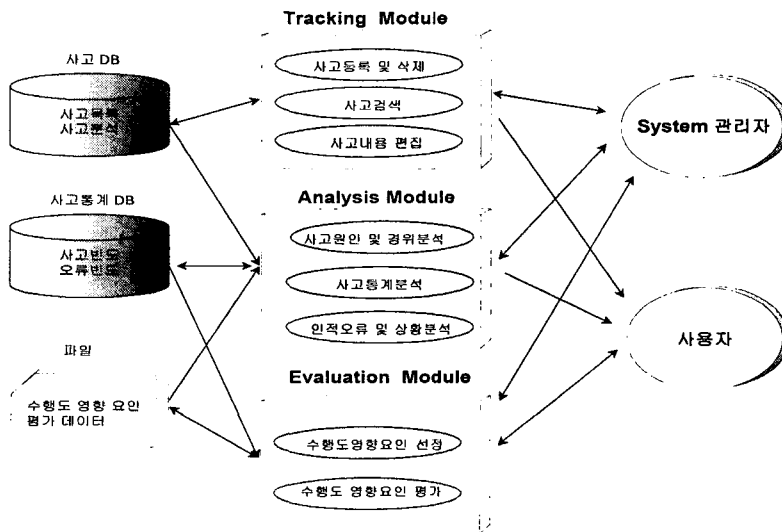 Tracking Module
사고 DB
사고목록
사고분석
사고등록 및 삭제
사고검색
사고내용 편집
System 관리자
Analysis Module
사고통계 DB
사고빈도
오류빈도
사고원인 및 경위분석
사고통계분석
인적오류 및 상황분석
사용자
Evaluation Module
파일
수행도 영향 요인
평가 데이터
수행도영향요인 선정
수행도 영향요인 평가